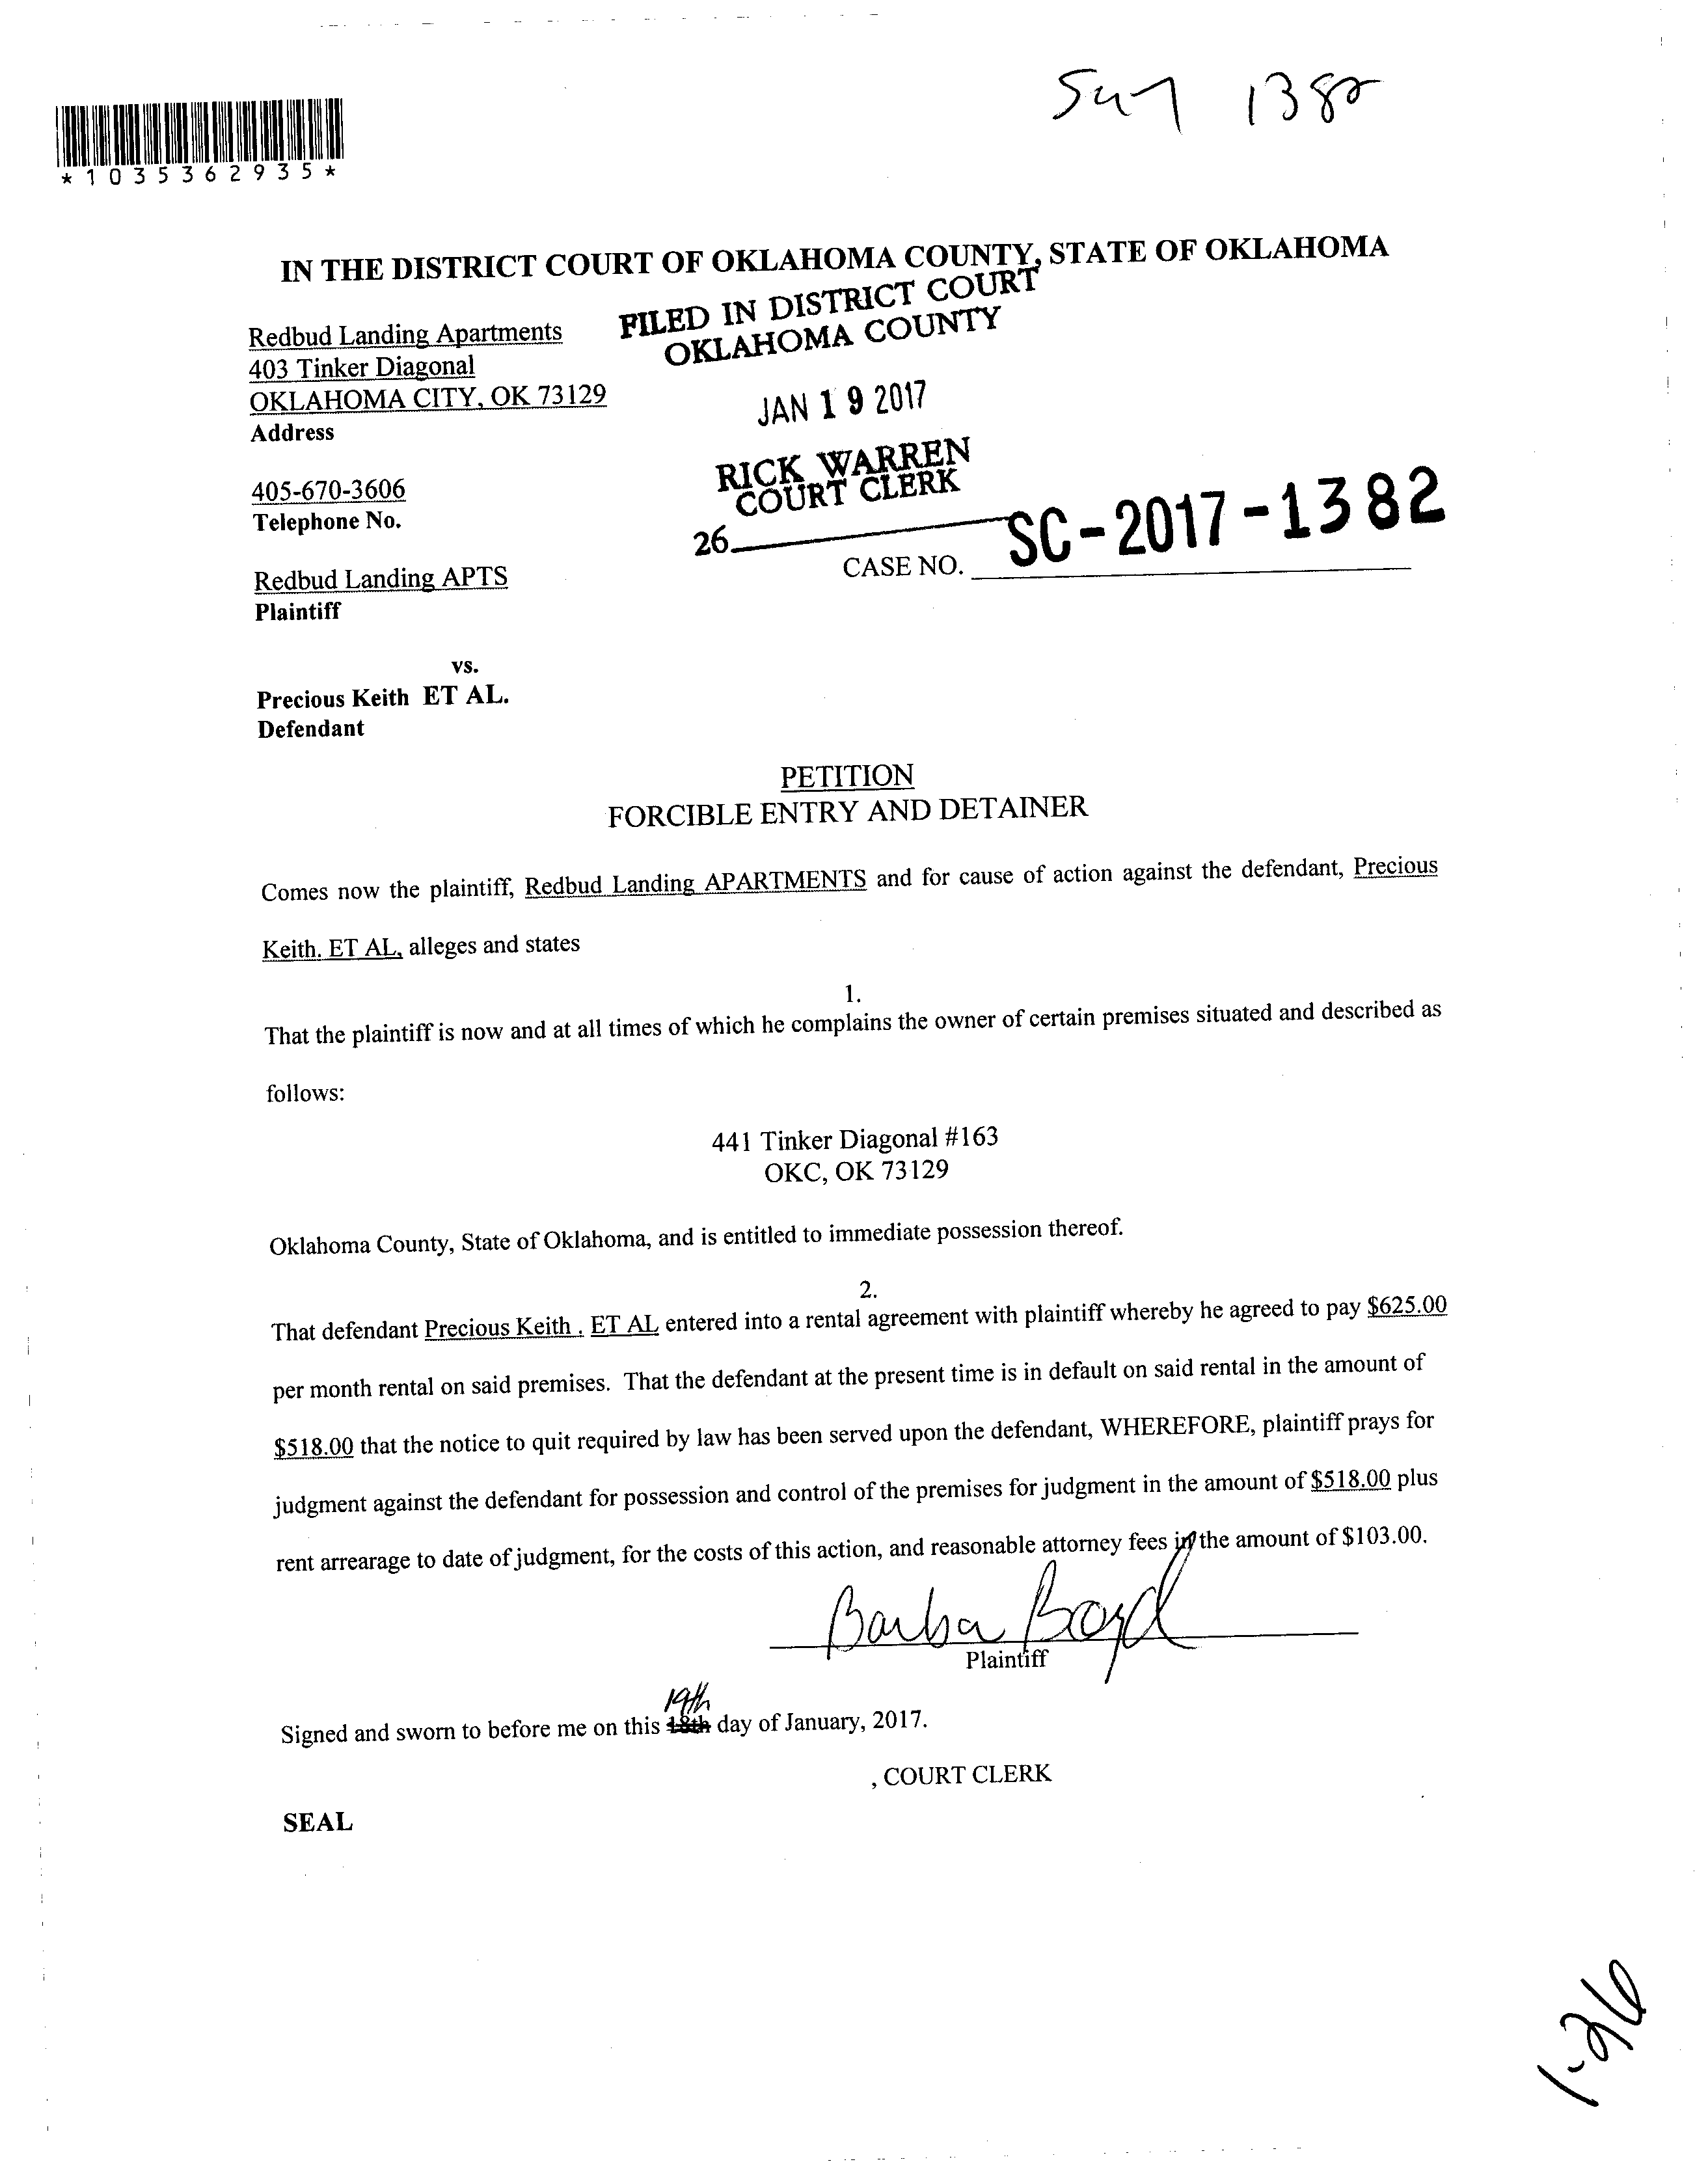 1382
*1035362935*
IN THE DISTRICT COURT OF OKLAHOMA COUNTY, STATE OF OKLAHOMA
FILED IN DISTRICT COURT
OKLAHOMA COUNTY
JAN 19 2017
RICK WARREN
COURT CLERK
26
Redbud Landing Apartments
403 Tinker Diagonal
OKLAHOMA CITY, OK 73129
Address
405-670-3606
Telephone No.
CASE NO. SC-2017-1382
Redbud Landing APTS
Plaintiff
vs.
Precious Keith ET AL.
Defendant
PETITION
FORCIBLE ENTRY AND DETAINER
Comes now the plaintiff, Redbud Landing APARTMENTS and for cause of action against the defendant, Precious
Keith. ET AL, alleges and states
1.
That the plaintiff is now and at all times of which he complains the owner of certain premises situated and described as
follows:
441 Tinker Diagonal #163
OKC, OK 73129
Oklahoma County, State of Oklahoma, and is entitled to immediate possession thereof.
2.
That defendant Precious Keith . ET AL entered into a rental agreement with plaintiff whereby he agreed to pay $625.00
per month rental on said premises. That the defendant at the present time is in default on said rental in the amount of
$518.00 that the notice to quit required by law has been served upon the defendant, WHEREFORE, plaintiff prays for
judgment against the defendant for possession and control of the premises for judgment in the amount of $518.00 plus
rent arrearage to date of judgment, for the costs of this action, and reasonable attorney fees in the amount of $103.00.
Barba Boyd
Plaintiff
19th
Signed and sworn to before me on this 18th day of January, 2017.
, COURT CLERK
SEAL
1-26